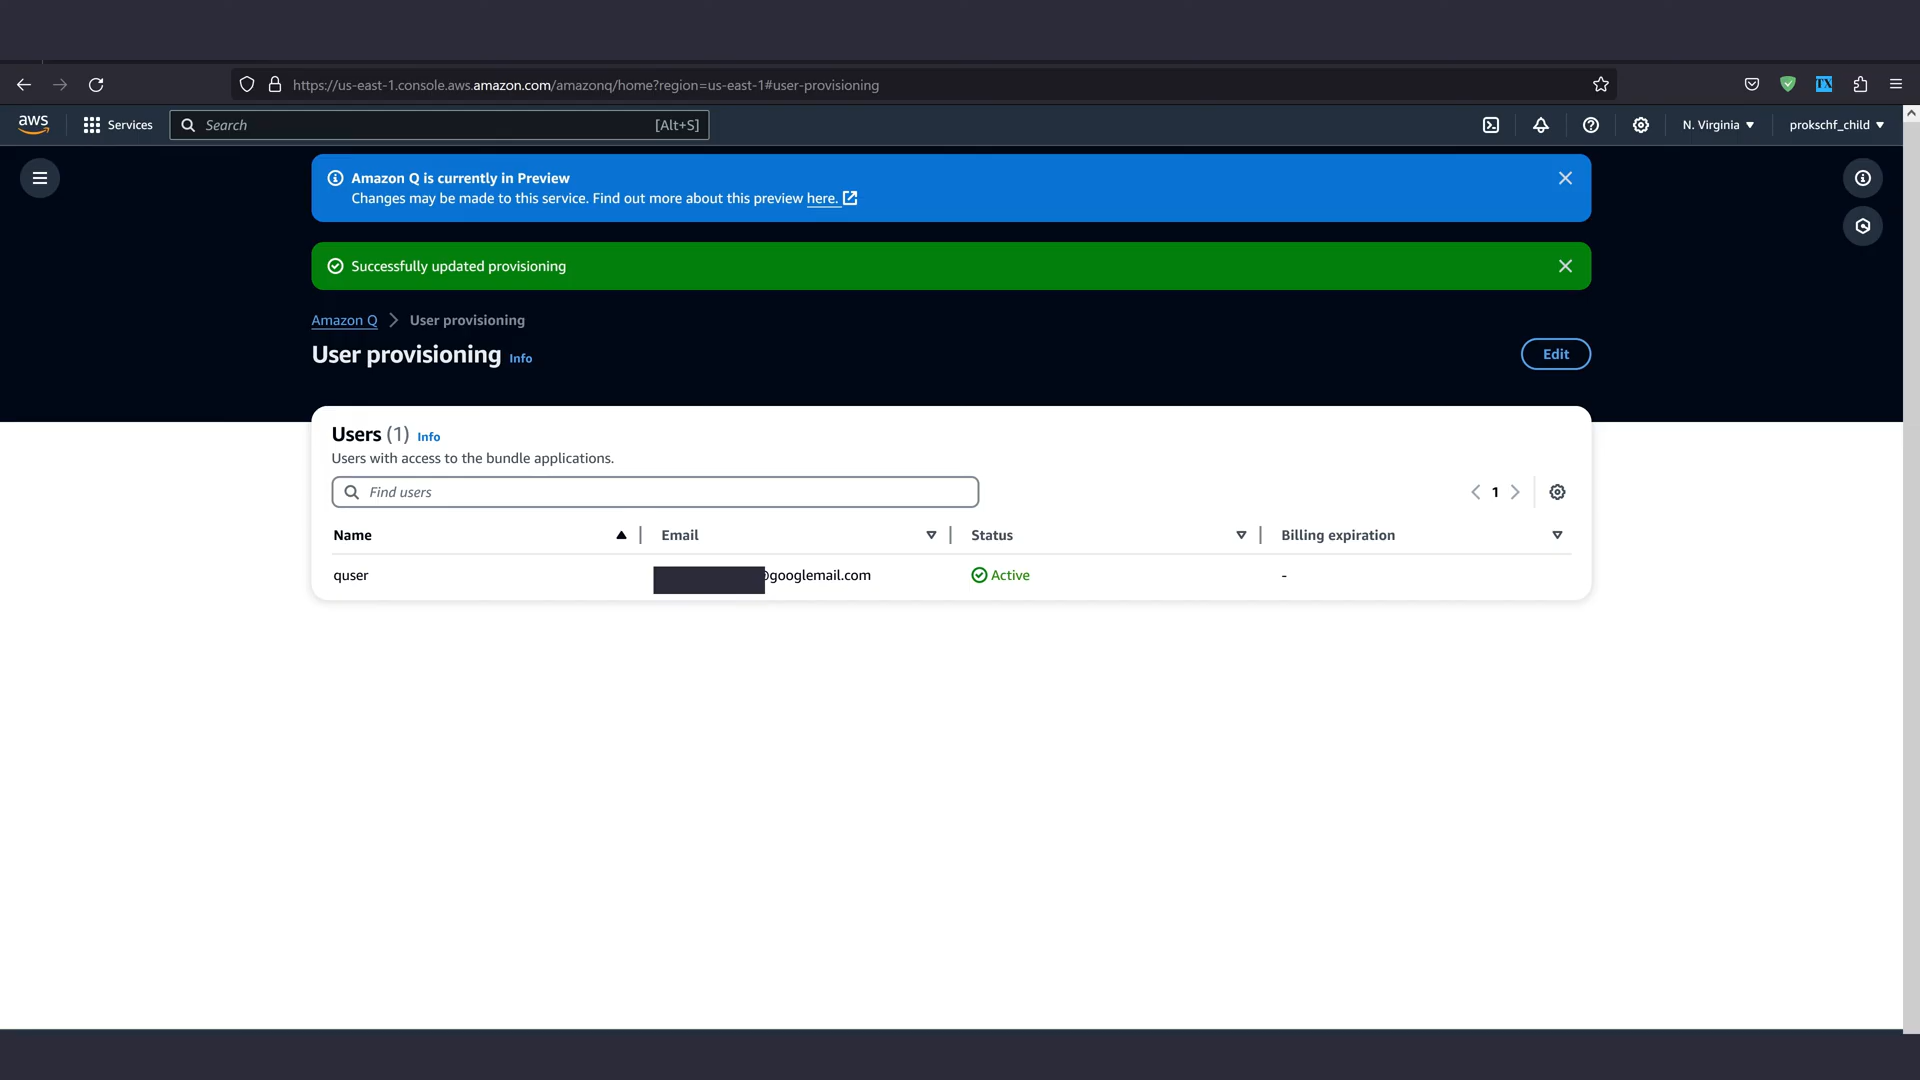 https://us-east-1.console.aws.amazon.com/amazonq/home?region=us-east-1#user-provisioning
aws
Services
Search
[Alt+S]
N. Virginia
prokschf_child
Amazon Q is currently in Preview
Changes may be made to this service. Find out more about this preview here.
Successfully updated provisioning
Amazon Q
User provisioning
User provisioning Info
Edit
Users (1) Info
Users with access to the bundle applications.
Find users
1
Name
Email
Status
Billing expiration
quser
@googlemail.com
Active
-